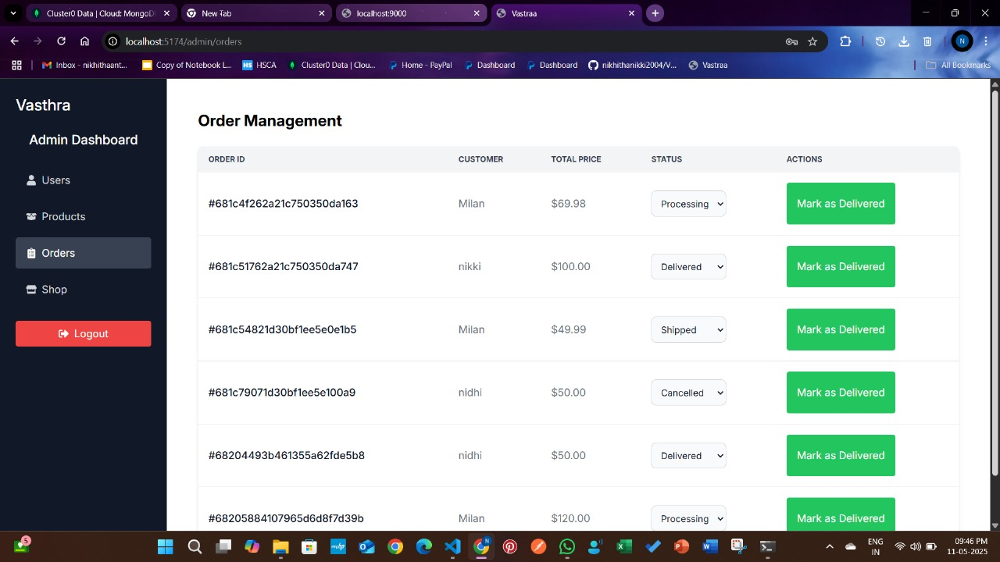 Cluster0 Data | Cloud: MongoD
New Tab
localhost:9000
Vastraa
localhost:5174/admin/orders
N
Inbox - nikhithaant...
Copy of Notebook L...
HS HSCA
Cluster0 Data | Clou...
Home - PayPal
Dashboard
Dashboard
nikhithanikki2004/V...
Vastraa
All Bookmarks
Vasthra
Admin Dashboard
Users
Products
Orders
Shop
Logout
Order Management
ORDER ID CUSTOMER TOTAL PRICE STATUS ACTIONS
#681c4f262a21c750350da163 Milan $69.98 Processing Mark as Delivered
#681c51762a21c750350da747 nikki $100.00 Delivered Mark as Delivered
#681c54821d30bf1ee5e0e1b5 Milan $49.99 Shipped Mark as Delivered
#681c79071d30bf1ee5e100a9 nidhi $50.00 Cancelled Mark as Delivered
#68204493b461355a62fde5b8 nidhi $50.00 Delivered Mark as Delivered
#68205884107965d6d8f7d39b Milan $120.00 Processing Mark as Delivered
5
N
ENG
IN
09:46 PM
11-05-2025